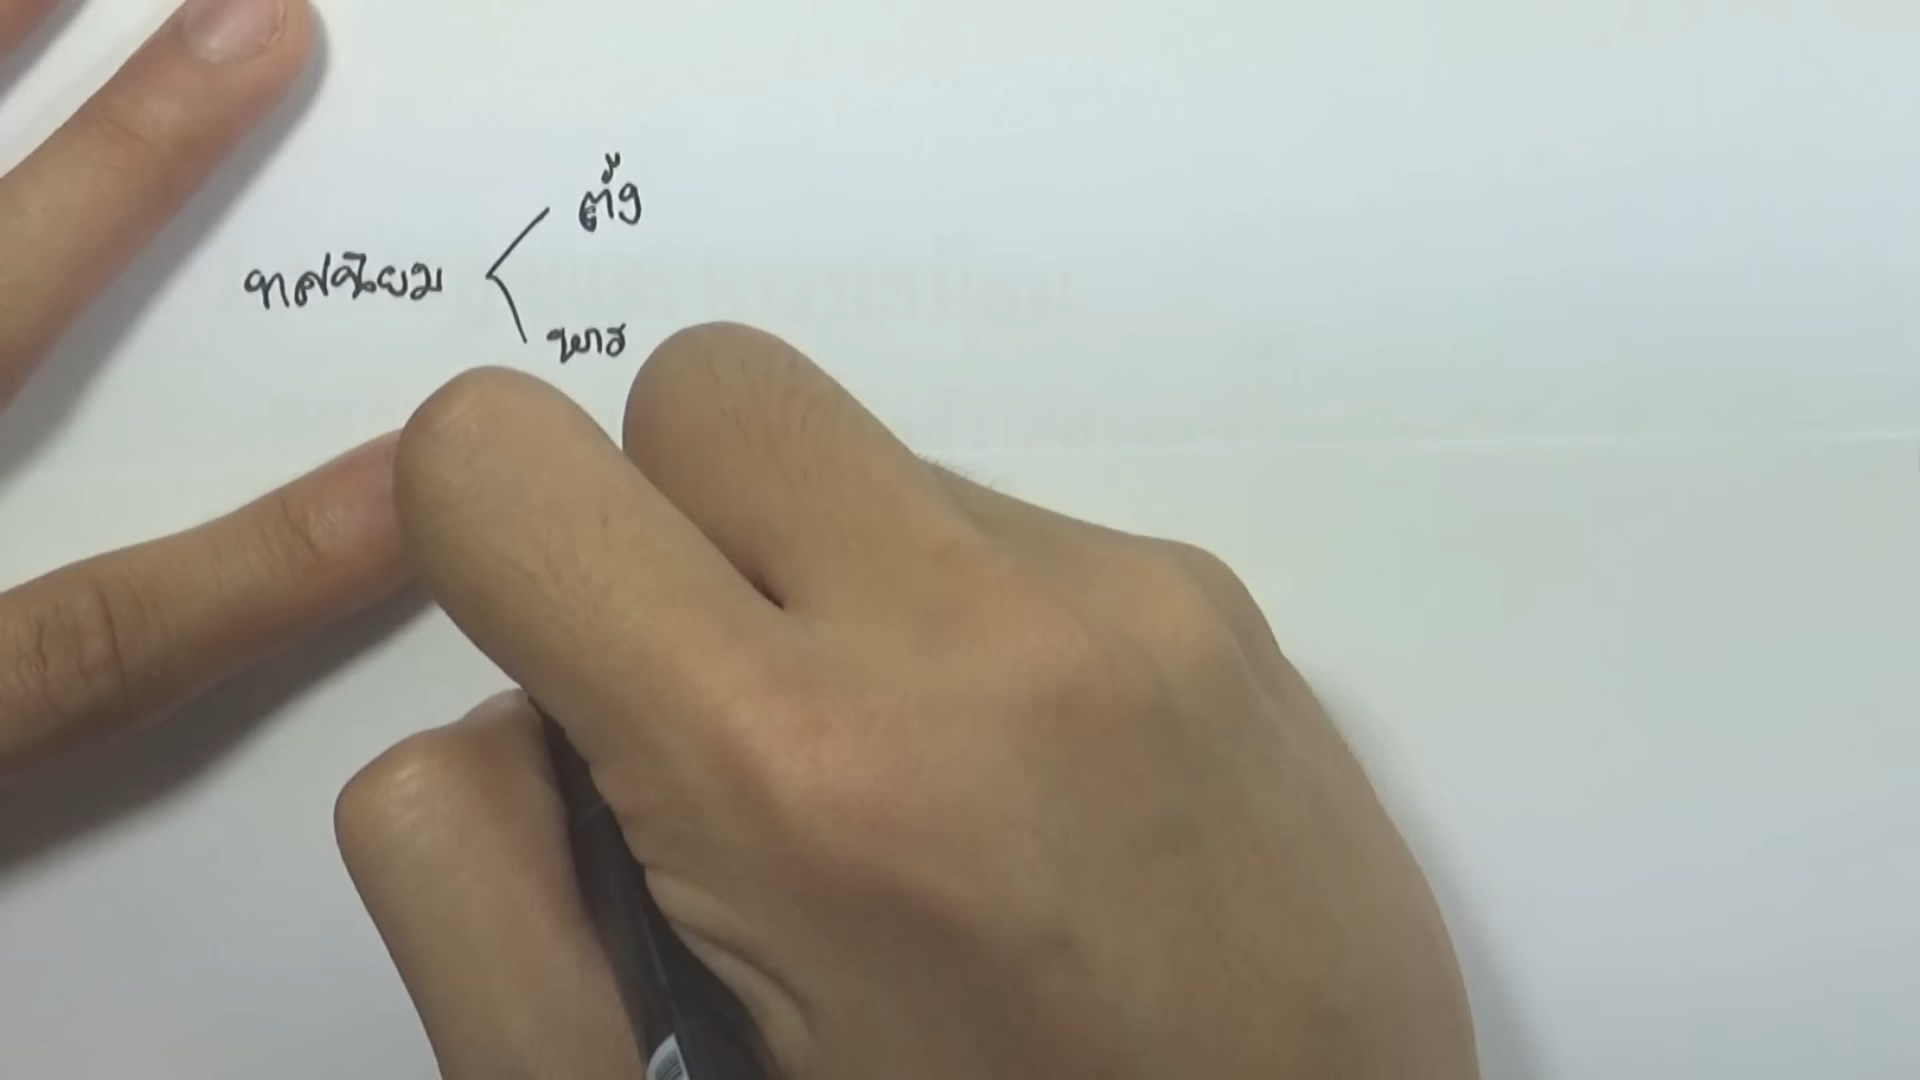 ตั้ง
ทศนิยม
หาร